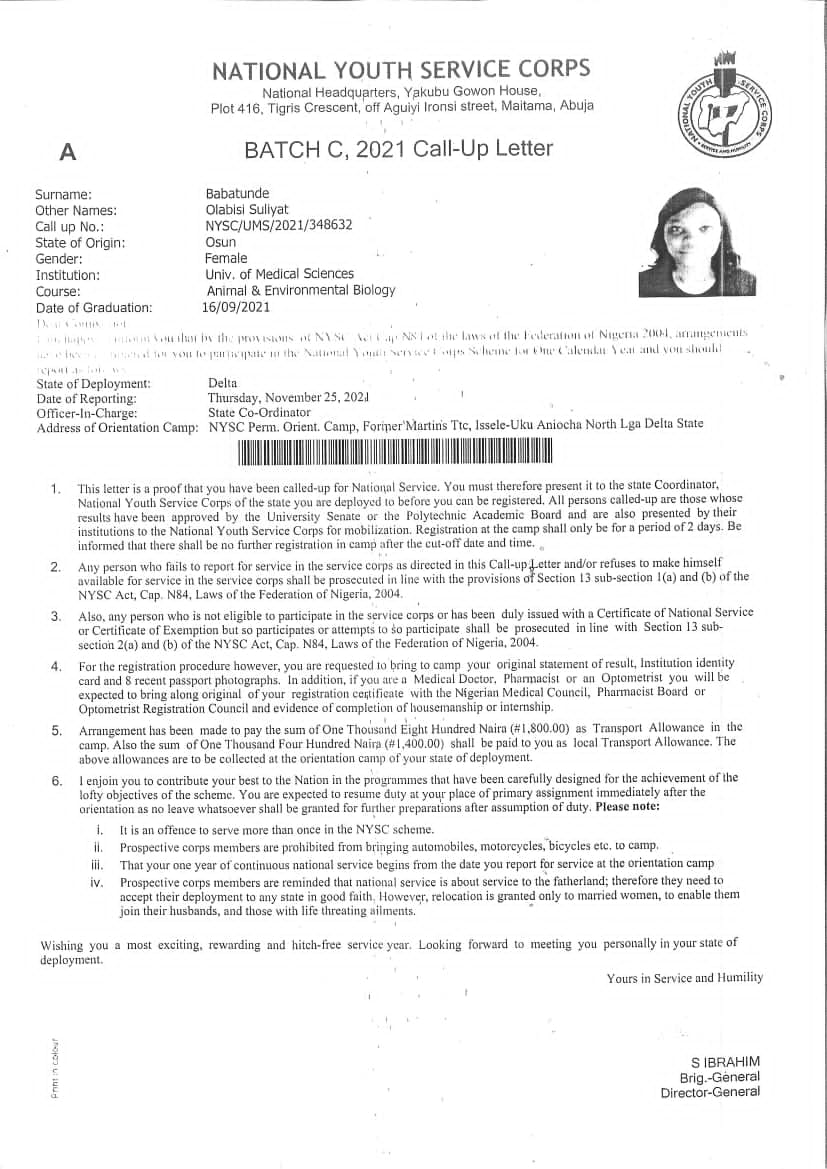 NATIONAL YOUTH SERVICE CORPS
National Headquarters, Yakubu Gowon House,
Plot 416, Tigris Crescent, off Aguiyi Ironsi street, Maitama, Abuja
NATIONAL YOUTH SERVICE CORPS
SERVICE AND HUMILITY
A
BATCH C, 2021 Call-Up Letter
Surname: Babatunde
Other Names: Olabisi Suliyat
Call up No.: NYSC/UMS/2021/348632
State of Origin: Osun
Gender: Female
Institution: Univ. of Medical Sciences
Course: Animal & Environmental Biology
Date of Graduation: 16/09/2021
you that by the provisions of NYSC Act Cap N84 of the laws of the Federation of Nigeria 2004, arrangements
for you to participate in the National Youth Service Corps Scheme for One Calendar Year and you should
report as follows
State of Deployment: Delta
Date of Reporting: Thursday, November 25, 2021
Officer-In-Charge: State Co-Ordinator
Address of Orientation Camp: NYSC Perm. Orient. Camp, Former Martin's Ttc, Issele-Uku Aniocha North Lga Delta State
1. This letter is a proof that you have been called-up for National Service. You must therefore present it to the state Coordinator,
National Youth Service Corps of the state you are deployed to before you can be registered. All persons called-up are those whose
results have been approved by the University Senate or the Polytechnic Academic Board and are also presented by their
institutions to the National Youth Service Corps for mobilization. Registration at the camp shall only be for a period of 2 days. Be
informed that there shall be no further registration in camp after the cut-off date and time.
2. Any person who fails to report for service in the service corps as directed in this Call-up Letter and/or refuses to make himself
available for service in the service corps shall be prosecuted in line with the provisions of Section 13 sub-section 1(a) and (b) of the
NYSC Act, Cap. N84, Laws of the Federation of Nigeria, 2004.
3. Also, any person who is not eligible to participate in the service corps or has been duly issued with a Certificate of National Service
or Certificate of Exemption but so participates or attempts to so participate shall be prosecuted in line with Section 13 sub-
section 2(a) and (b) of the NYSC Act, Cap. N84, Laws of the Federation of Nigeria, 2004.
4. For the registration procedure however, you are requested to bring to camp your original statement of result, Institution identity
card and 8 recent passport photographs. In addition, if you are a Medical Doctor, Pharmacist or an Optometrist you will be
expected to bring along original of your registration certificate with the Nigerian Medical Council, Pharmacist Board or
Optometrist Registration Council and evidence of completion of housemanship or internship.
5. Arrangement has been made to pay the sum of One Thousand Eight Hundred Naira (#1,800.00) as Transport Allowance in the
camp. Also the sum of One Thousand Four Hundred Naira (#1,400.00) shall be paid to you as local Transport Allowance. The
above allowances are to be collected at the orientation camp of your state of deployment.
6. I enjoin you to contribute your best to the Nation in the programmes that have been carefully designed for the achievement of the
lofty objectives of the scheme. You are expected to resume duty at your place of primary assignment immediately after the
orientation as no leave whatsoever shall be granted for further preparations after assumption of duty. Please note:
i. It is an offence to serve more than once in the NYSC scheme.
ii. Prospective corps members are prohibited from bringing automobiles, motorcycles, bicycles etc. to camp.
iii. That your one year of continuous national service begins from the date you report for service at the orientation camp
iv. Prospective corps members are reminded that national service is about service to the fatherland; therefore they need to
accept their deployment to any state in good faith. However, relocation is granted only to married women, to enable them
join their husbands, and those with life threating ailments.
Wishing you a most exciting, rewarding and hitch-free service year. Looking forward to meeting you personally in your state of
deployment.
Yours in Service and Humility
Print in colour
S IBRAHIM
Brig.-General
Director-General